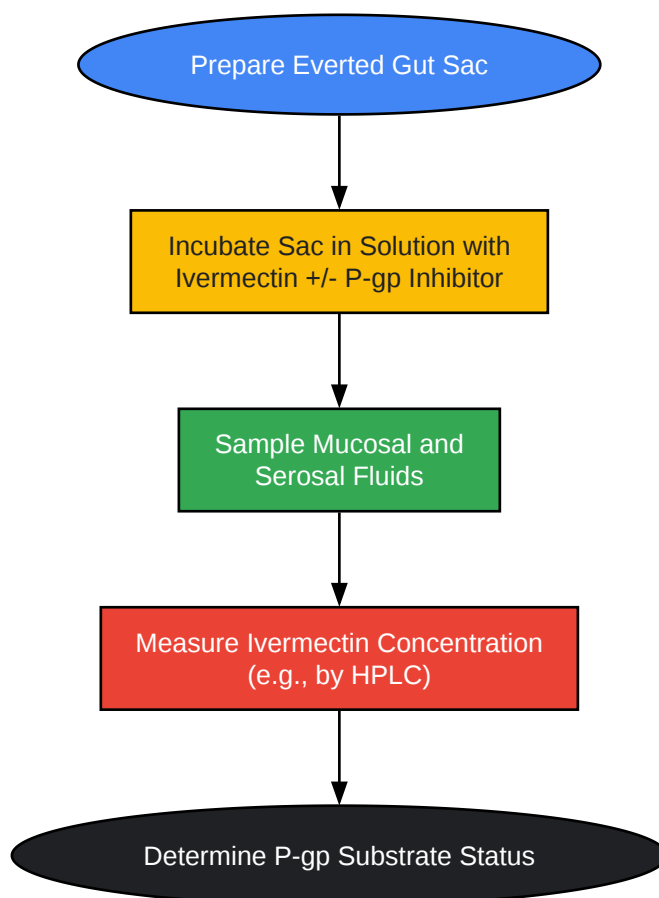 Prepare Everted Gut Sac
Incubate Sac in Solution with
Ivermectin +/- P-gp Inhibitor
Sample Mucosal and
Serosal Fluids
Measure Ivermectin Concentration
(e.g., by HPLC)
Determine P-gp Substrate Status